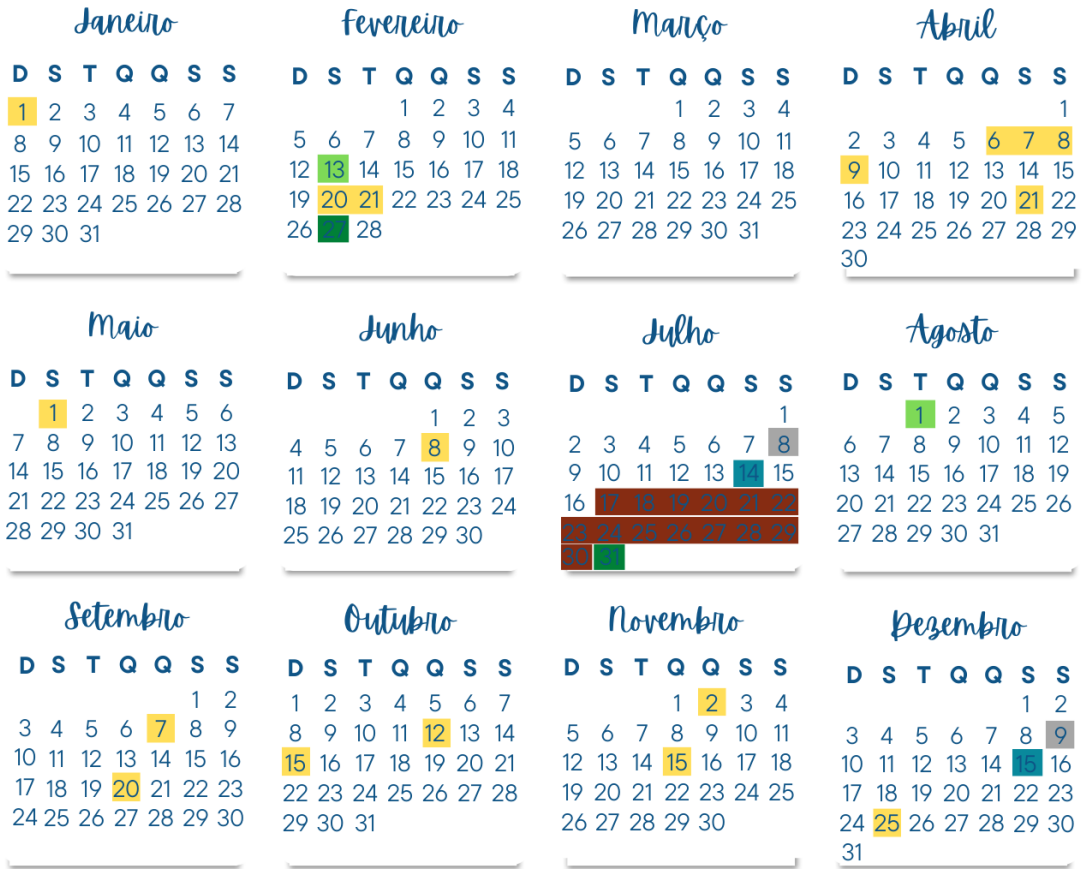 Janeiro
D S T Q Q S S
1 2 3 4 5 6 7
8 9 10 11 12 13 14
15 16 17 18 19 20 21
22 23 24 25 26 27 28
29 30 31
Fevereiro
D S T Q Q S S
1 2 3 4
5 6 7 8 9 10 11
12 13 14 15 16 17 18
19 20 21 22 23 24 25
26 27 28
Março
D S T Q Q S S
1 2 3 4
5 6 7 8 9 10 11
12 13 14 15 16 17 18
19 20 21 22 23 24 25
26 27 28 29 30 31
Abril
D S T Q Q S S
1
2 3 4 5 6 7 8
9 10 11 12 13 14 15
16 17 18 19 20 21 22
23 24 25 26 27 28 29
30
Maio
D S T Q Q S S
1 2 3 4 5 6
7 8 9 10 11 12 13
14 15 16 17 18 19 20
21 22 23 24 25 26 27
28 29 30 31
Junho
D S T Q Q S S
1 2 3
4 5 6 7 8 9 10
11 12 13 14 15 16 17
18 19 20 21 22 23 24
25 26 27 28 29 30
Julho
D S T Q Q S S
1
2 3 4 5 6 7 8
9 10 11 12 13 14 15
16 17 18 19 20 21 22
23 24 25 26 27 28 29
30 31
Agosto
D S T Q Q S S
1 2 3 4 5
6 7 8 9 10 11 12
13 14 15 16 17 18 19
20 21 22 23 24 25 26
27 28 29 30 31
Setembro
D S T Q Q S S
1 2
3 4 5 6 7 8 9
10 11 12 13 14 15 16
17 18 19 20 21 22 23
24 25 26 27 28 29 30
Outubro
D S T Q Q S S
1 2 3 4 5 6 7
8 9 10 11 12 13 14
15 16 17 18 19 20 21
22 23 24 25 26 27 28
29 30 31
Novembro
D S T Q Q S S
1 2 3 4
5 6 7 8 9 10 11
12 13 14 15 16 17 18
19 20 21 22 23 24 25
26 27 28 29 30
Dezembro
D S T Q Q S S
1 2
3 4 5 6 7 8 9
10 11 12 13 14 15 16
17 18 19 20 21 22 23
24 25 26 27 28 29 30
31